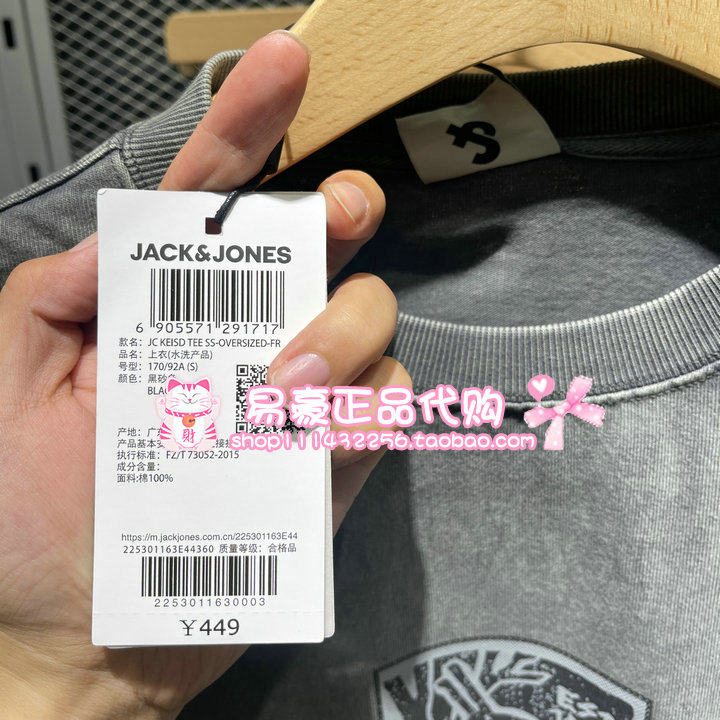 JACK&JONES
6 905571 291717
款名: JC KEISD TEE SS-OVERSIZED-FR
品名: 上衣(水洗产品)
号型: 170/92A (S)
颜色: 黑砂色
BLA
易豪正品代购
財
shop111432256.taobao.com
产地: 广
产品基本安
执行标准: FZ/T 73052-2015
成分含量:
面料:棉100%
https://m.jackjones.com.cn/225301163E44
225301163E44360 质量等级: 合格品
2253011630003
¥449